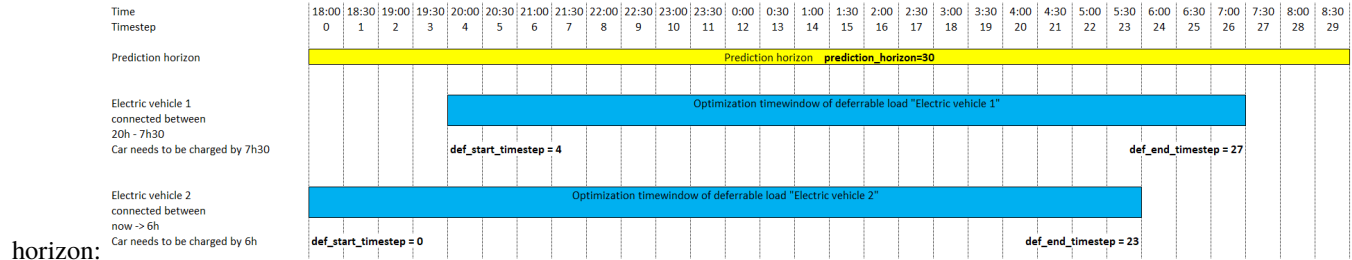 Time 18:00 18:30 19:00 19:30 20:00 20:30 21:00 21:30 22:00 22:30 23:00 23:30 0:00 0:30 1:00 1:30 2:00 2:30 3:00 3:30 4:00 4:30 5:00 5:30 6:00 6:30 7:00 7:30 8:00 8:30
Timestep 0 1 2 3 4 5 6 7 8 9 10 11 12 13 14 15 16 17 18 19 20 21 22 23 24 25 26 27 28 29
Prediction horizon Prediction horizon prediction_horizon=30
Electric vehicle 1 Optimization timewindow of deferrable load "Electric vehicle 1"
connected between
20h - 7h30
Car needs to be charged by 7h30 def_start_timestep = 4 def_end_timestep = 27
Electric vehicle 2 Optimization timewindow of deferrable load "Electric vehicle 2"
connected between
now -> 6h
horizon: Car needs to be charged by 6h def_start_timestep = 0 def_end_timestep = 23